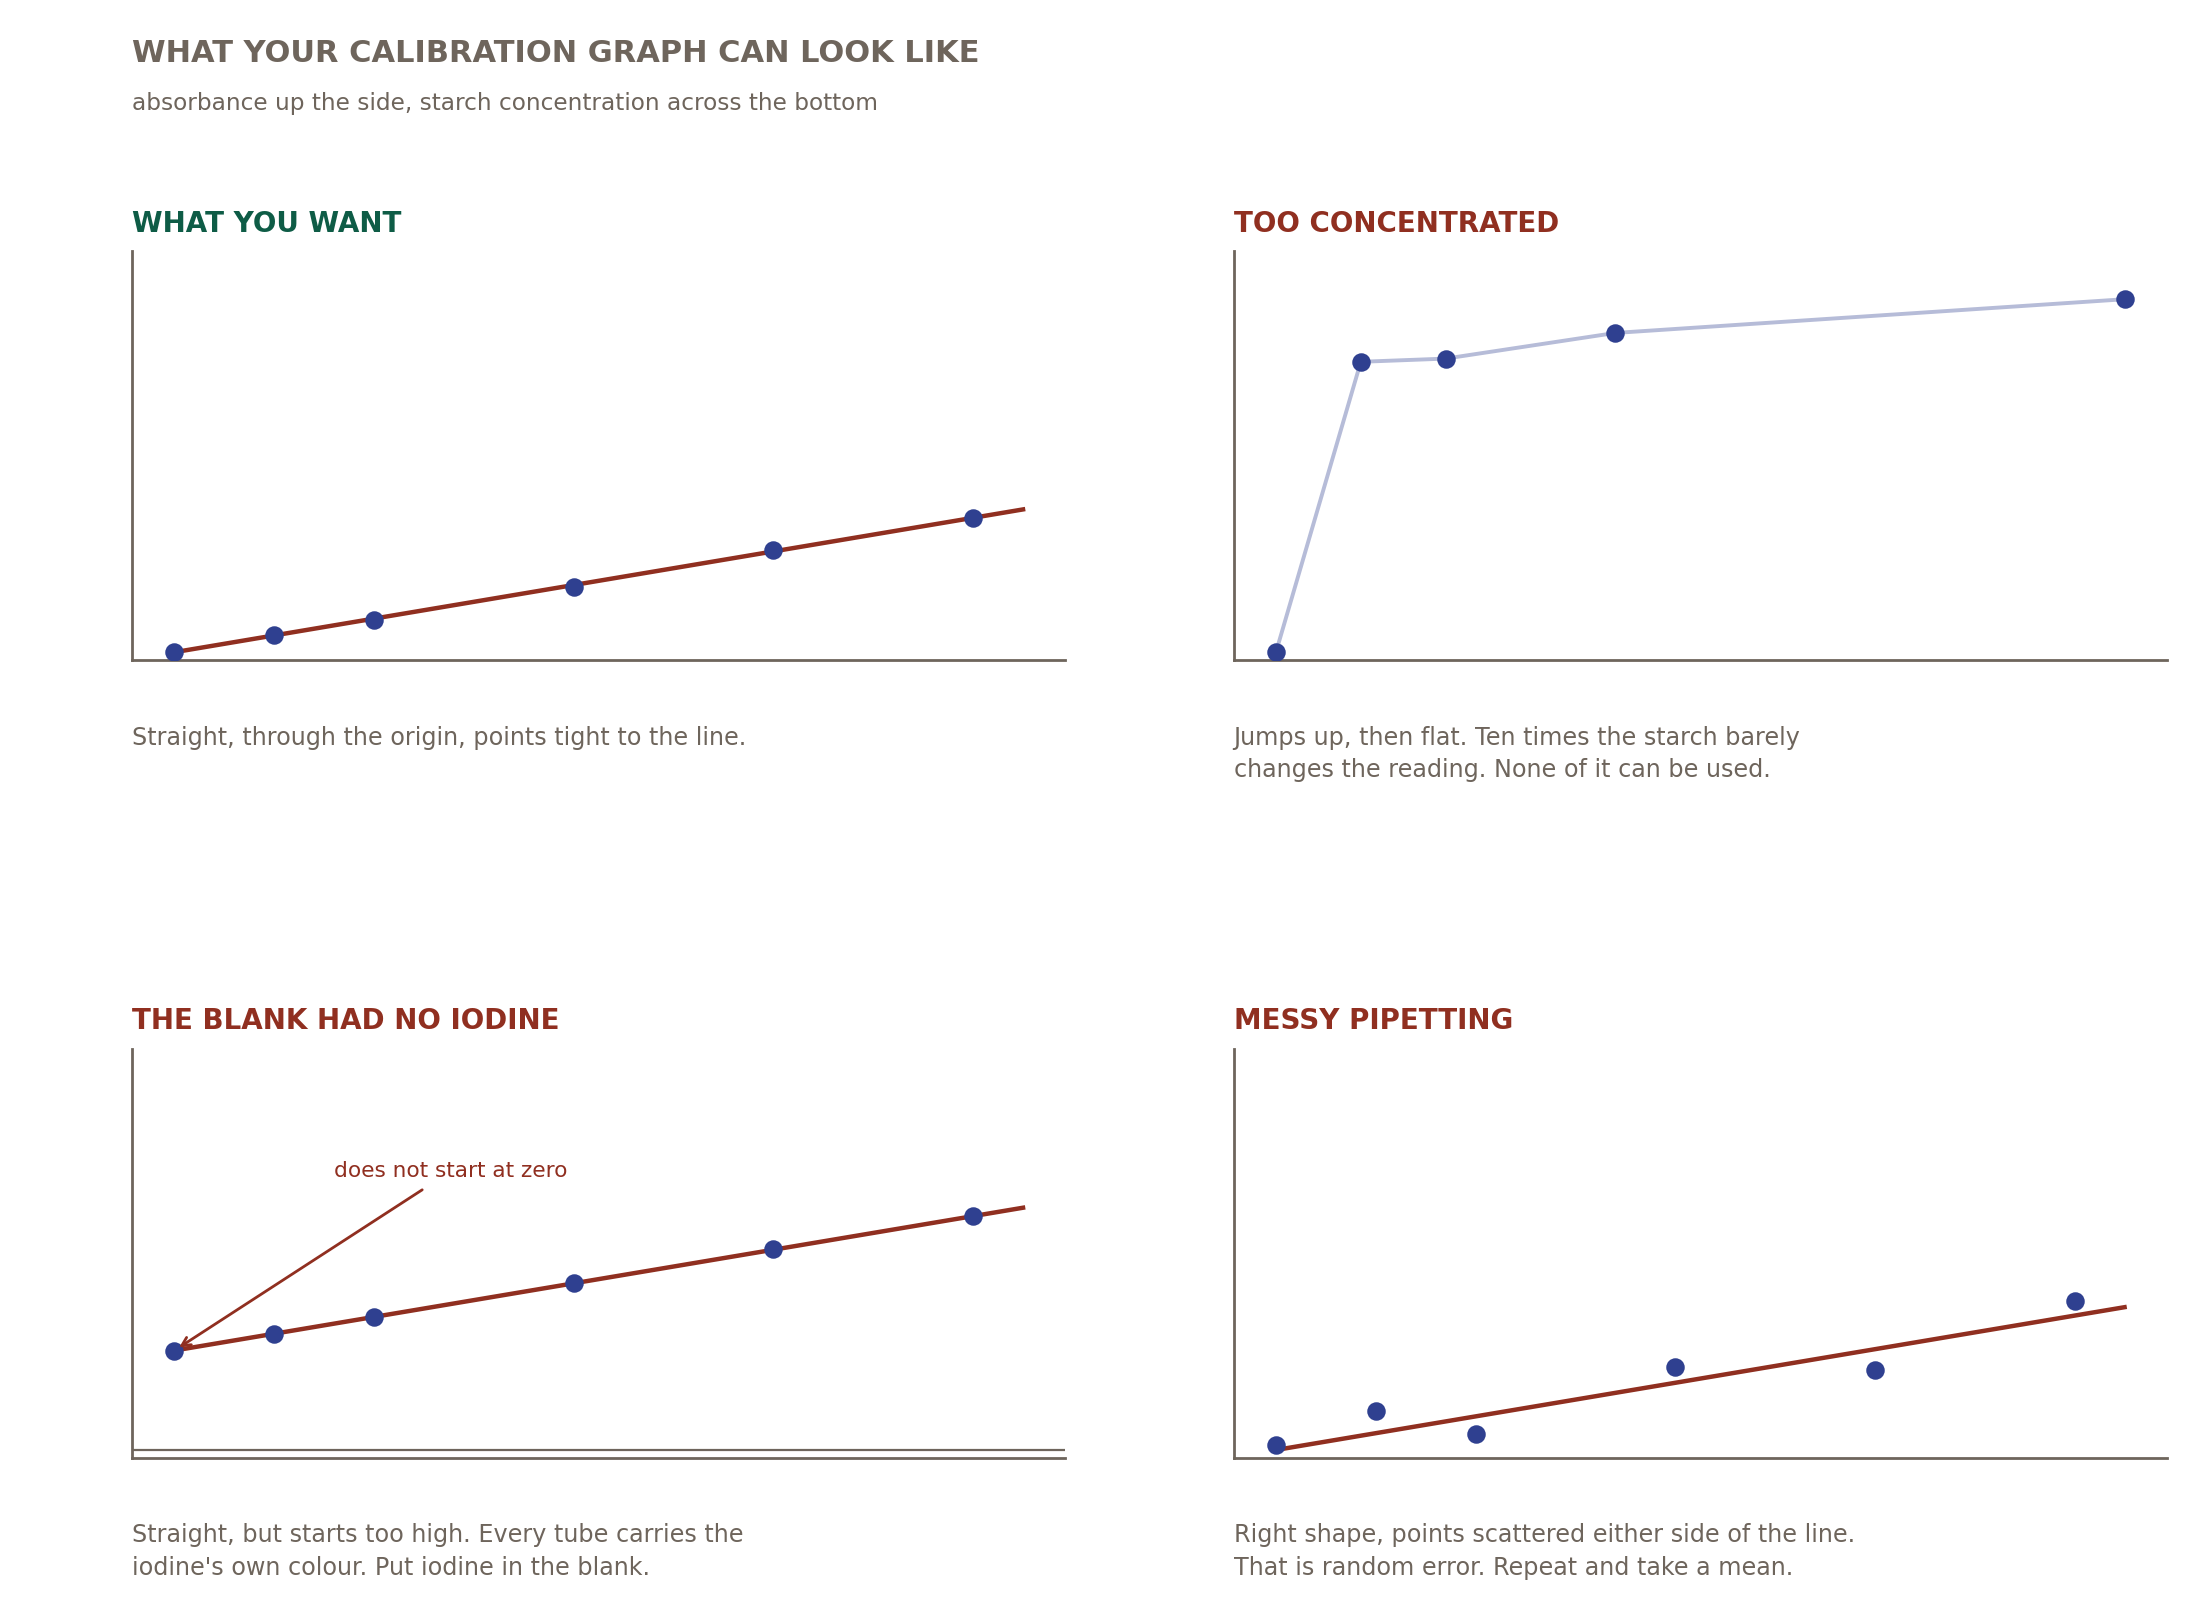 WHAT YOUR CALIBRATION GRAPH CAN LOOK LIKE
absorbance up the side, starch concentration across the bottom
WHAT YOU WANT
Straight, through the origin, points tight to the line.
TOO CONCENTRATED
Jumps up, then flat. Ten times the starch barely
changes the reading. None of it can be used.
THE BLANK HAD NO IODINE
does not start at zero
Straight, but starts too high. Every tube carries the
iodine's own colour. Put iodine in the blank.
MESSY PIPETTING
Right shape, points scattered either side of the line.
That is random error. Repeat and take a mean.